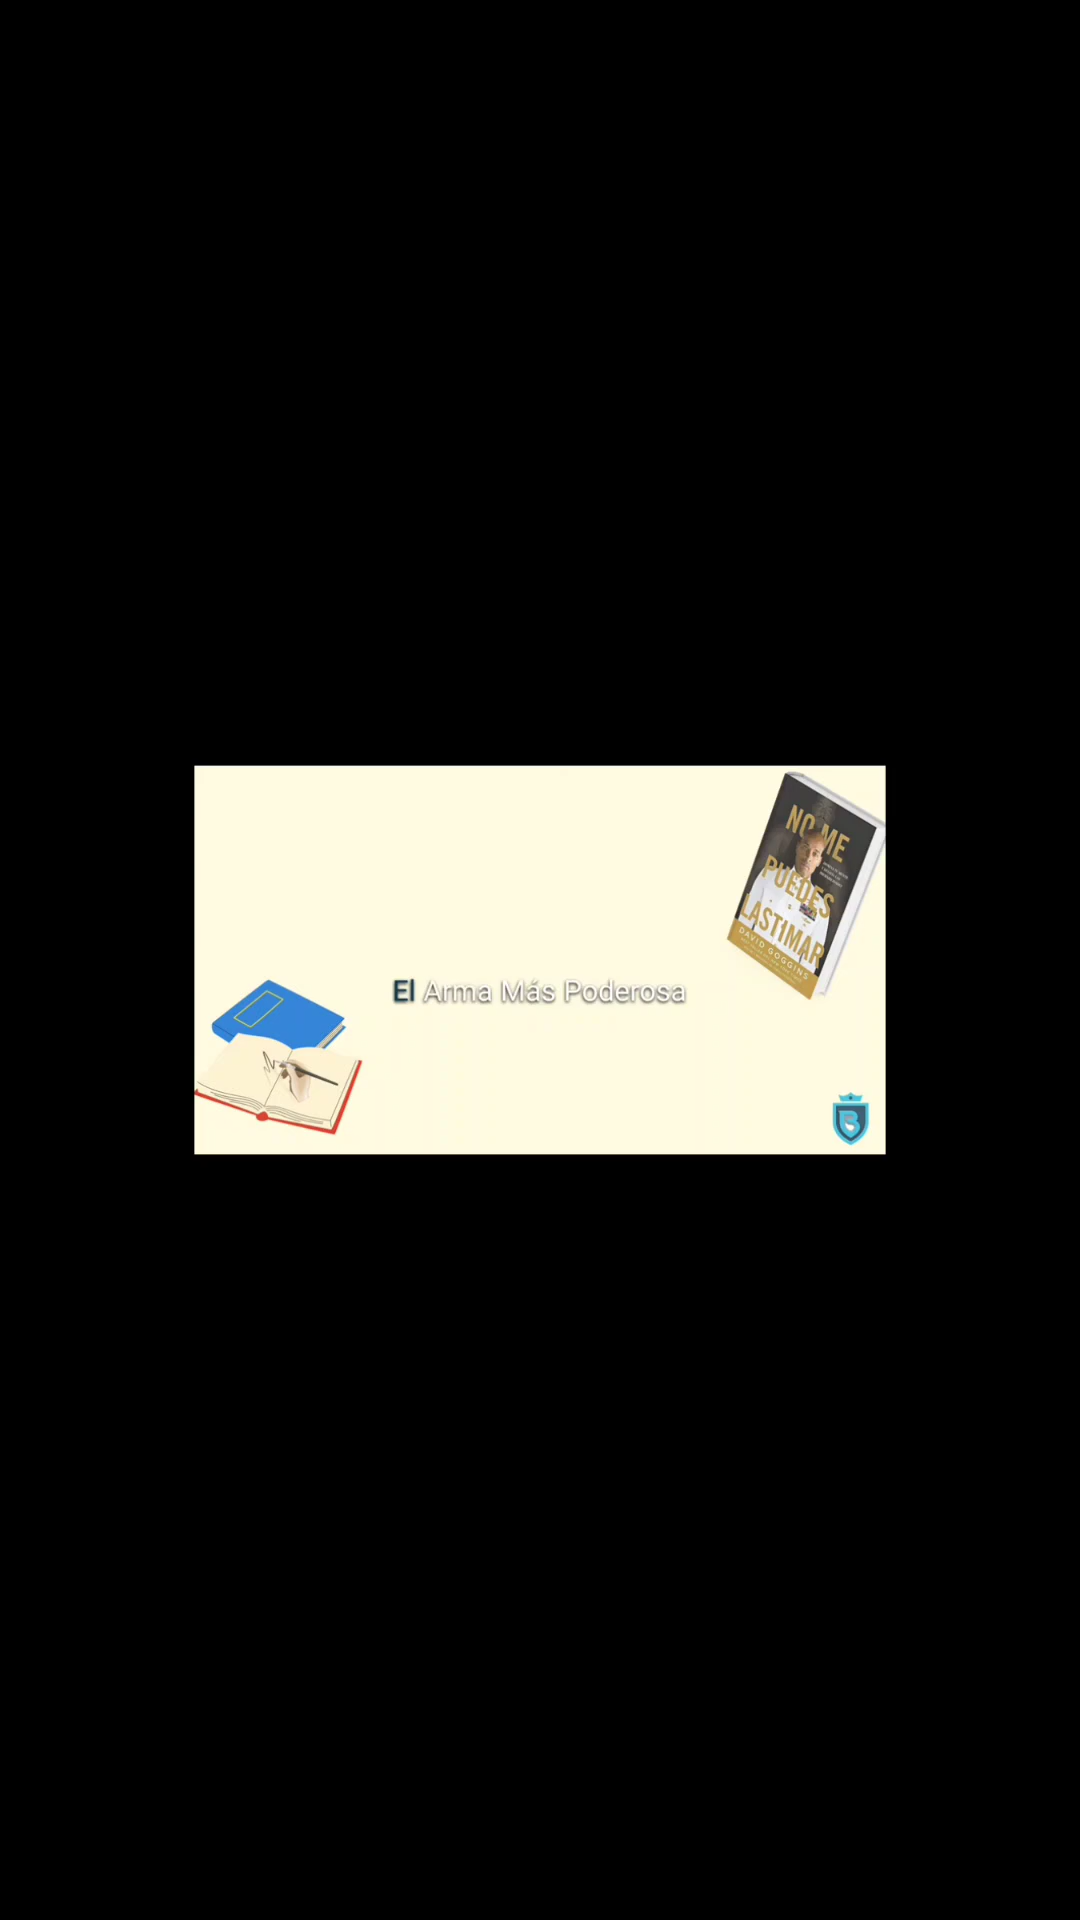 NO ME
PUEDES
LASTIMAR
DAVID GOGGINS
El Arma Más Poderosa
B